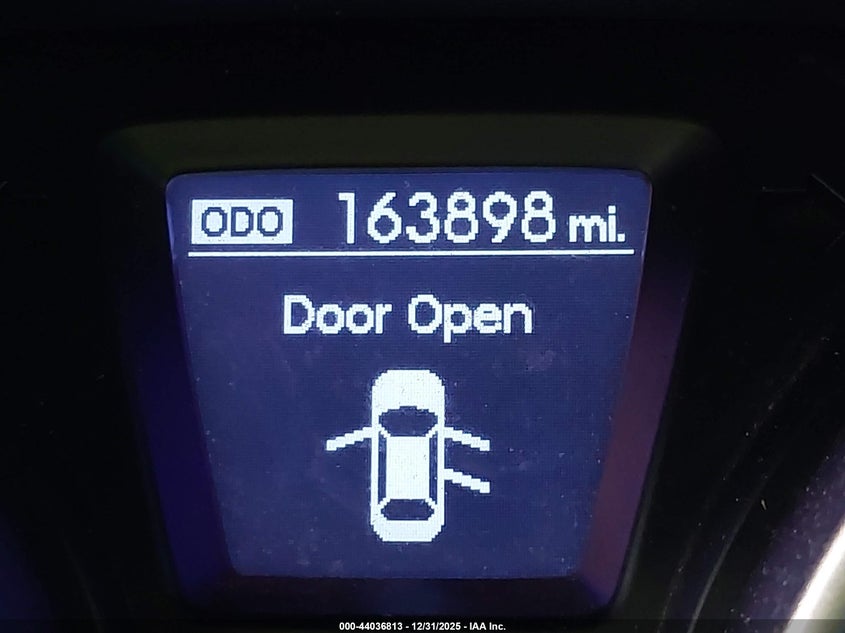 ODO 163898 mi.
Door Open
000-44036813 - 12/31/2025 - IAA Inc.